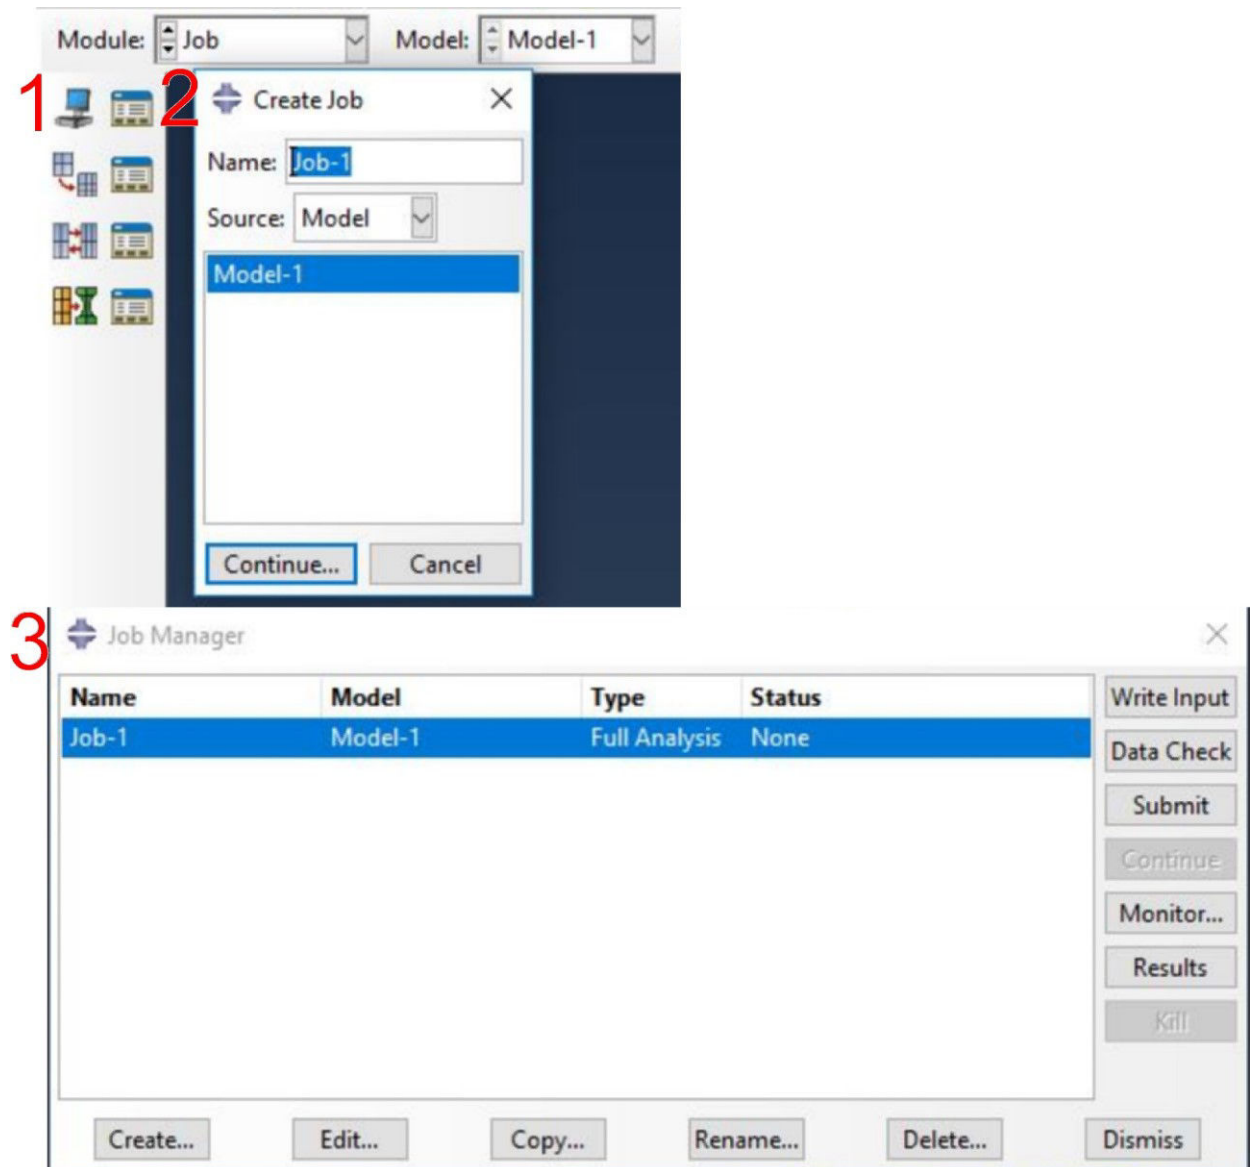 Module: Job Model: Model-1
1
2 Create Job
Name: Job-1
Source: Model
Model-1
Continue... Cancel
3 Job Manager
Name Model Type Status
Job-1 Model-1 Full Analysis None
Write Input
Data Check
Submit
Continue
Monitor...
Results
Kill
Create... Edit... Copy... Rename... Delete... Dismiss